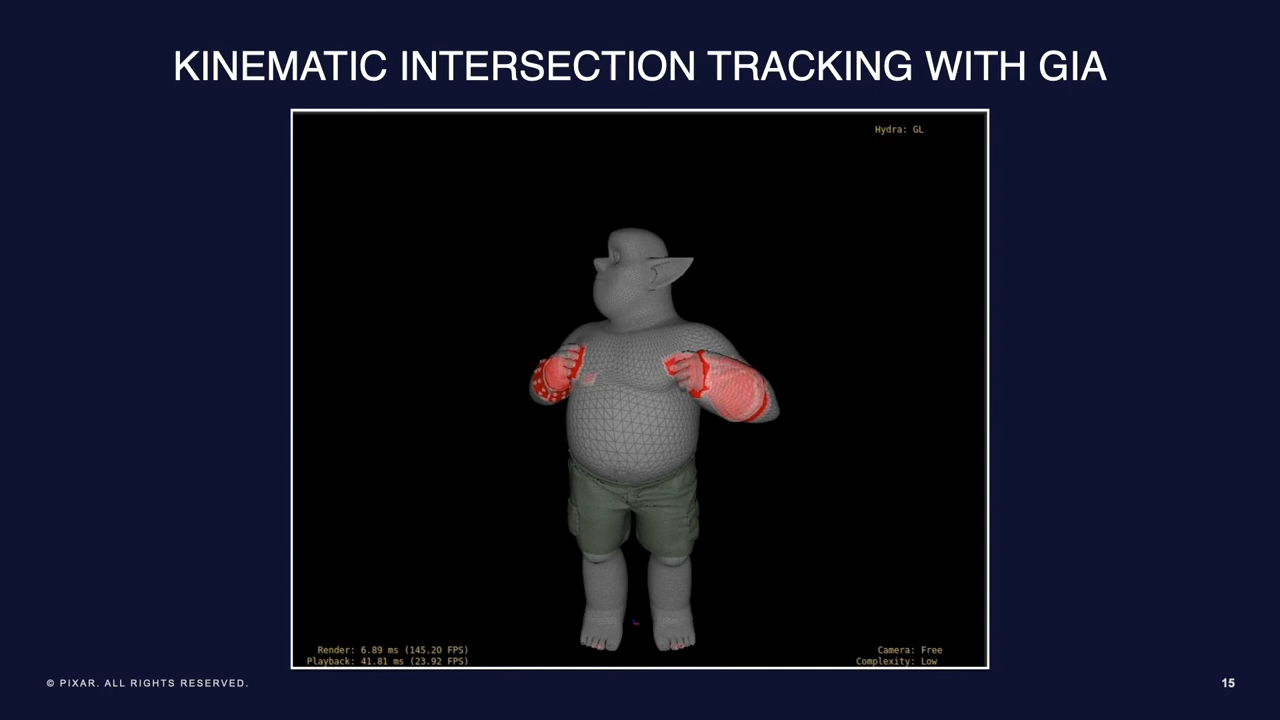 KINEMATIC INTERSECTION TRACKING WITH GIA
Hydra: GL
Render: 6.89 ms (145.20 FPS)
Playback: 41.81 ms (23.92 FPS)
Camera: Free
Complexity: Low
© PIXAR. ALL RIGHTS RESERVED.
15